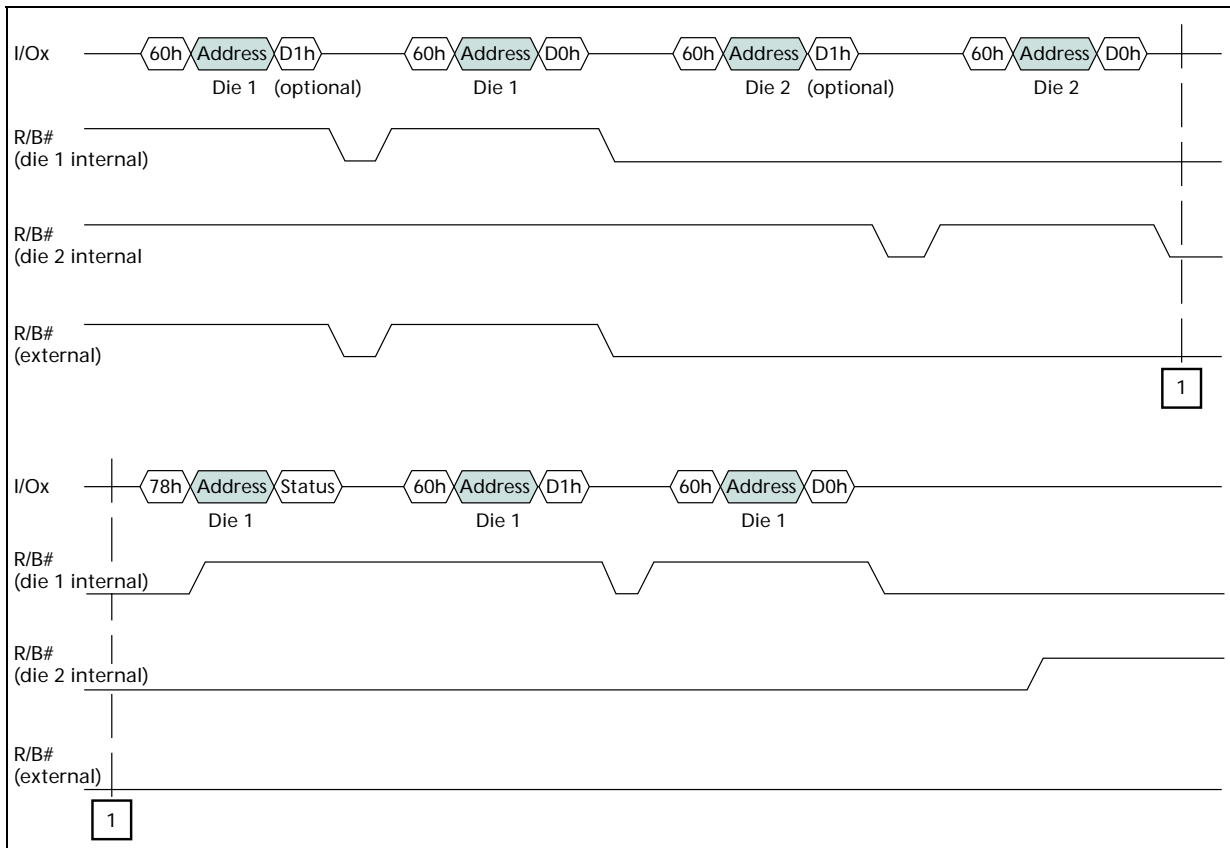 I/Ox 60h Address D1h 60h Address D0h 60h Address D1h 60h Address D0h
Die 1 (optional) Die 1 Die 2 (optional) Die 2
R/B#
(die 1 internal)
R/B#
(die 2 internal
R/B#
(external)
1
I/Ox 78h Address Status 60h Address D1h 60h Address D0h
Die 1 Die 1 Die 1
R/B#
(die 1 internal)
R/B#
(die 2 internal)
R/B#
(external)
1